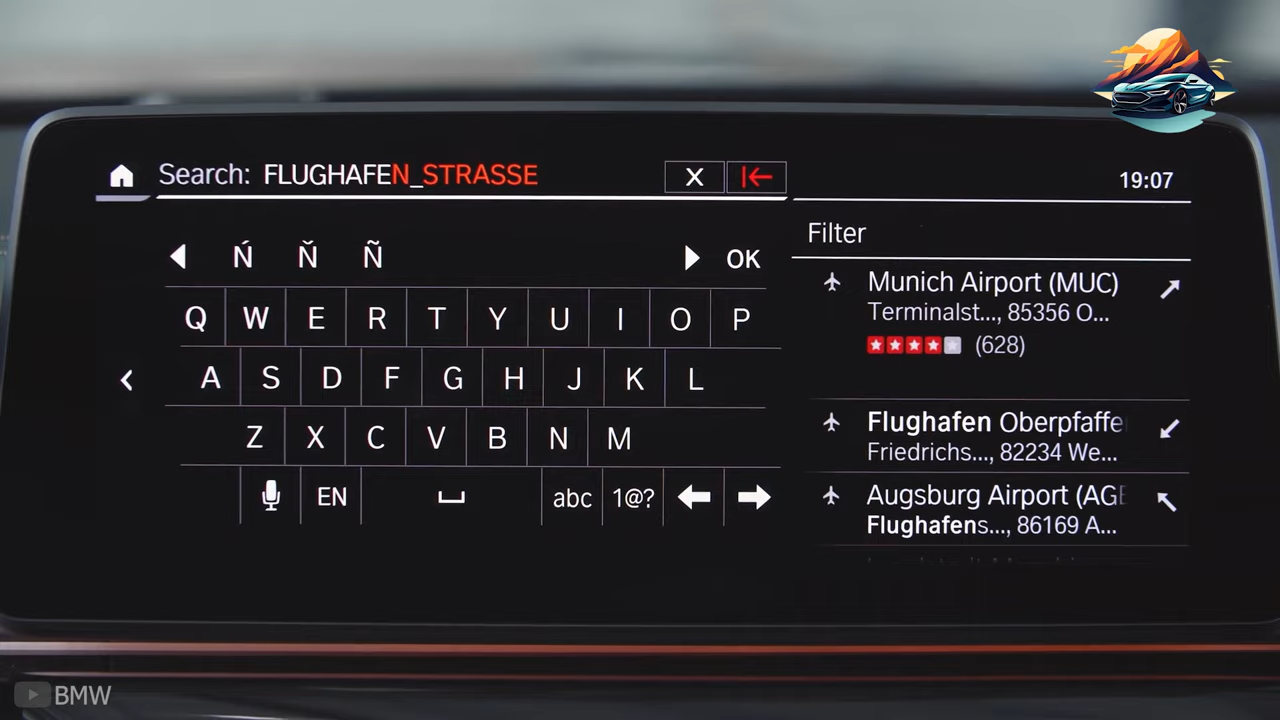 Search: FLUGHAFEN_STRASSE X
19:07
Ń Ň Ñ OK
Q W E R T Y U I O P
A S D F G H J K L
Z X C V B N M
EN abc 1@?
Filter
Munich Airport (MUC)
Terminalst..., 85356 O...
(628)
Flughafen Oberpfaffe
Friedrichs..., 82234 We...
Augsburg Airport (AGB
Flughafens..., 86169 A...
BMW